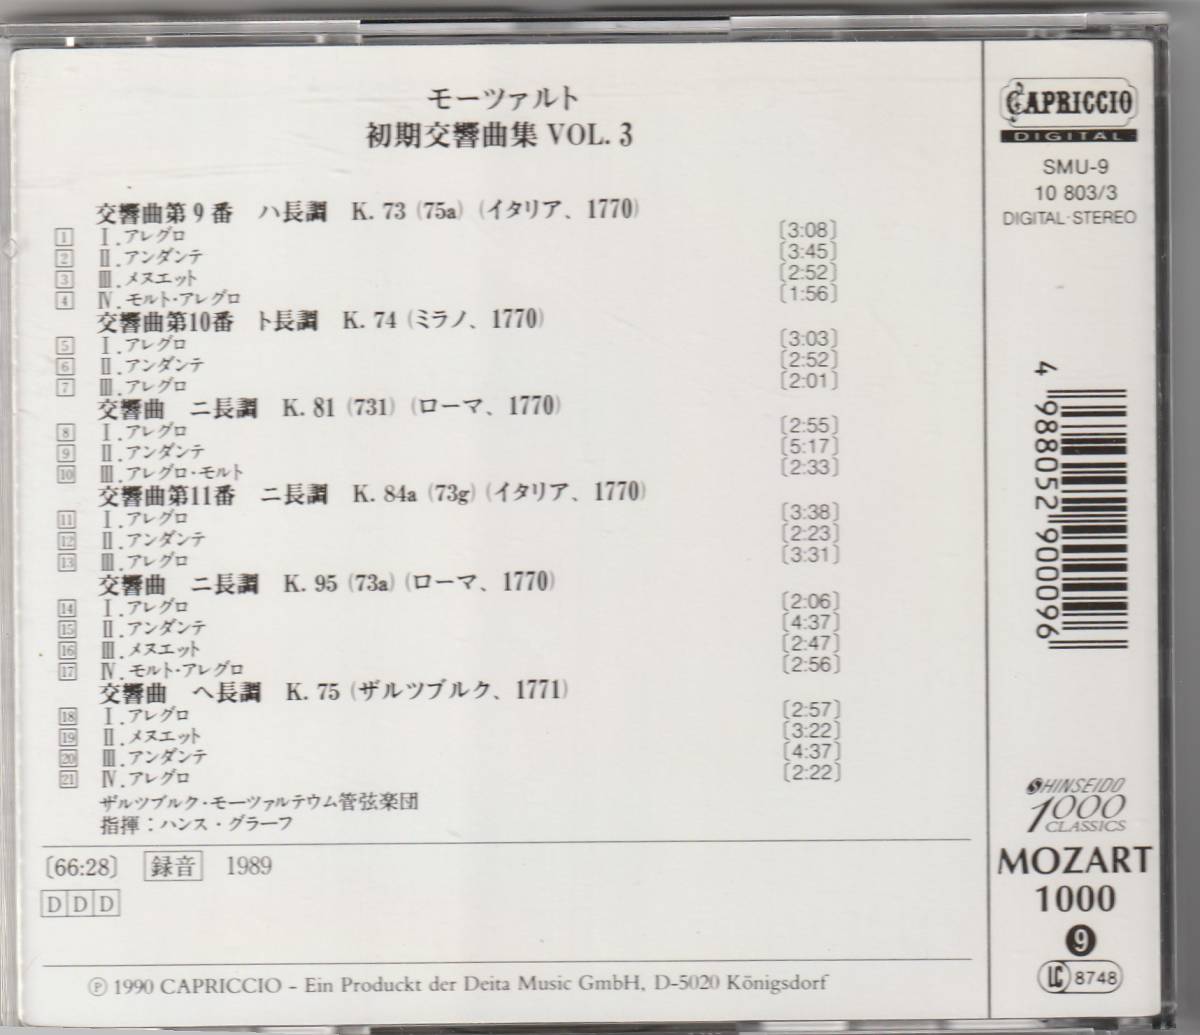 モーツァルト
初期交響曲集 VOL. 3
交響曲第9番 ハ長調 K. 73 (75a) (イタリア、1770)
1 Ⅰ.アレグロ [3:08]
2 Ⅱ.アンダンテ [3:45]
3 Ⅲ.メヌエット [2:52]
4 Ⅳ.モルト・アレグロ [1:56]
交響曲第10番 ト長調 K. 74 (ミラノ、1770)
5 Ⅰ.アレグロ [3:03]
6 Ⅱ.アンダンテ [2:52]
7 Ⅲ.アレグロ [2:01]
交響曲 ニ長調 K. 81 (731) (ローマ、1770)
8 Ⅰ.アレグロ [2:55]
9 Ⅱ.アンダンテ [5:17]
10 Ⅲ.アレグロ・モルト [2:33]
交響曲第11番 ニ長調 K. 84a (73g) (イタリア、1770)
11 Ⅰ.アレグロ [3:38]
12 Ⅱ.アンダンテ [2:23]
13 Ⅲ.アレグロ [3:31]
交響曲 ニ長調 K. 95 (73a) (ローマ、1770)
14 Ⅰ.アレグロ [2:06]
15 Ⅱ.アンダンテ [4:37]
16 Ⅲ.メヌエット [2:47]
17 Ⅳ.モルト・アレグロ [2:56]
交響曲 ヘ長調 K. 75 (ザルツブルク、1771)
18 Ⅰ.アレグロ [2:57]
19 Ⅱ.メヌエット [3:22]
20 Ⅲ.アンダンテ [4:37]
21 Ⅳ.アレグロ [2:22]
ザルツブルク・モーツァルテウム管弦楽団
指揮：ハンス・グラーフ
[66:28] 録音 1989
D D D
Ⓟ 1990 CAPRICCIO - Ein Produckt der Deita Music GmbH, D-5020 Königsdorf
CAPRICCIO
DIGITAL
SMU-9
10 803/3
DIGITAL·STEREO
4 988052 900096
SHINSEIDO
1000
CLASSICS
MOZART
1000
9
LC 8748